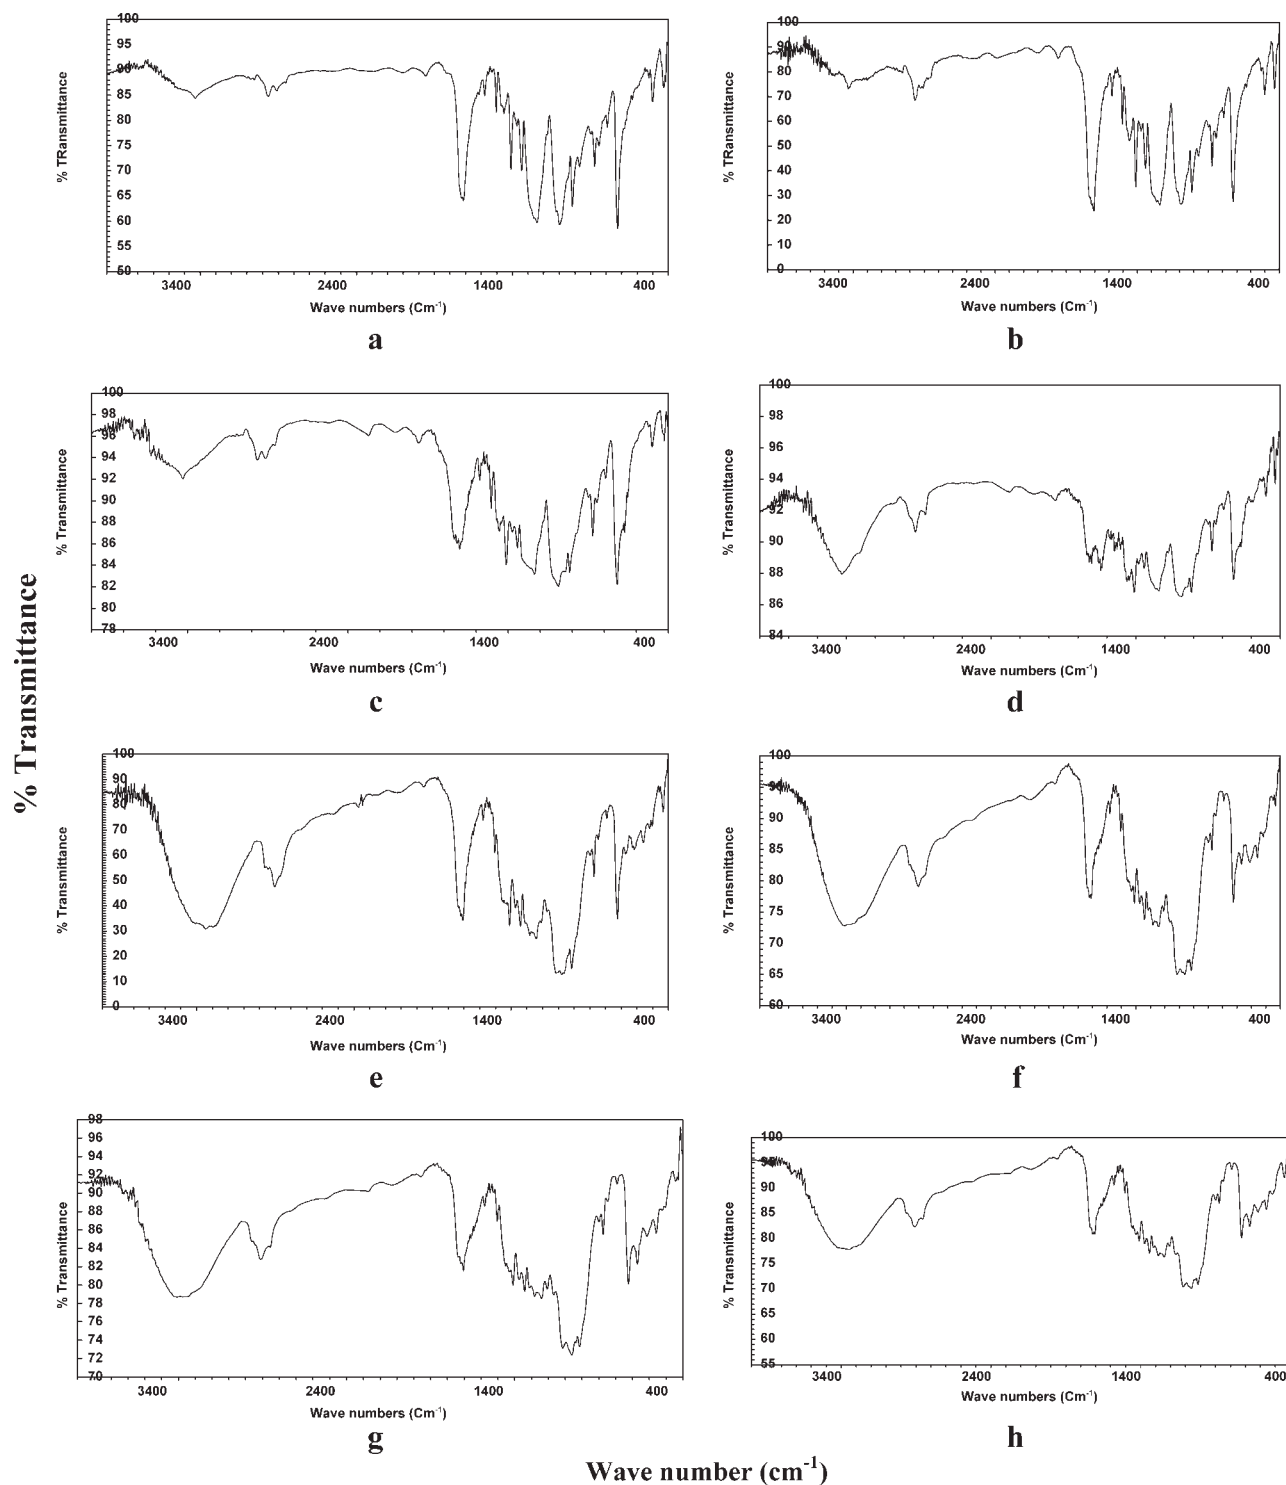 % Transmittance
100
95
90
85
80
75
70
65
60
55
50
% TRansmittance
3400 2400 1400 400
Wave numbers (Cm-1)
a
100
90
80
70
60
50
40
30
20
10
0
% TRansmittance
3400 2400 1400 400
Wave numbers (Cm-1)
b
100
98
96
94
92
90
88
86
84
82
80
78
% Transmittance
3400 2400 1400 400
Wave numbers (Cm-1)
c
100
98
96
94
92
90
88
86
84
% Transmittance
3400 2400 1400 400
Wave numbers (Cm-1)
d
100
90
80
70
60
50
40
30
20
10
0
% Transmittance
3400 2400 1400 400
Wave numbers (Cm-1)
e
100
95
90
85
80
75
70
65
60
% Transmittance
3400 2400 1400 400
Wave numbers (Cm-1)
f
98
96
94
92
90
88
86
84
82
80
78
76
74
72
70
% Transmittance
3400 2400 1400 400
Wave numbers (Cm-1)
g
100
95
90
85
80
75
70
65
60
55
% Transmittance
3400 2400 1400 400
Wave numbers (Cm-1)
h
Wave number (cm-1)